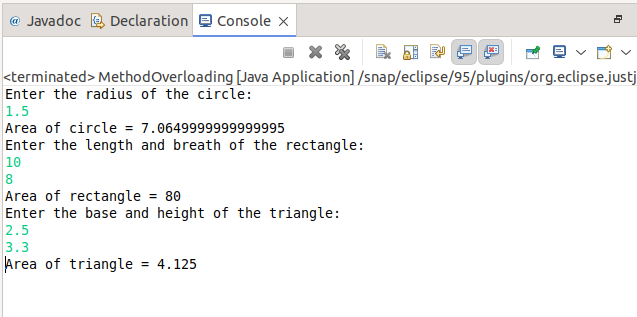 @ Javadoc Declaration Console
<terminated> MethodOverloading [Java Application] /snap/eclipse/95/plugins/org.eclipse.justj
Enter the radius of the circle:
1.5
Area of circle = 7.0649999999999995
Enter the length and breath of the rectangle:
10
8
Area of rectangle = 80
Enter the base and height of the triangle:
2.5
3.3
Area of triangle = 4.125